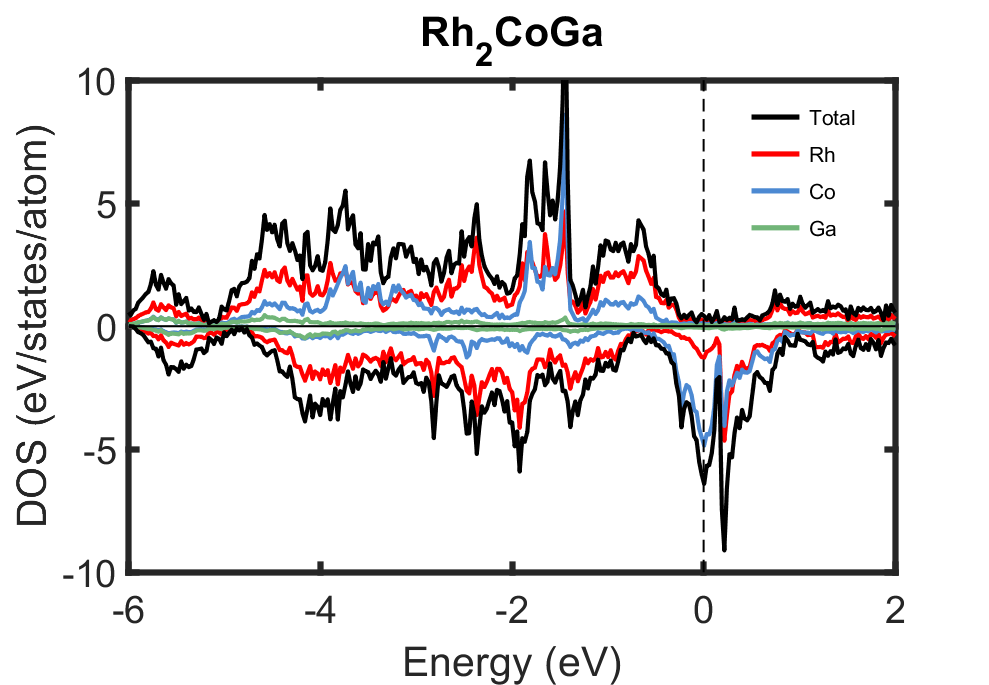 Rh2CoGa
DOS (eV/states/atom)
10
5
0
0
-5
-10
Total
Rh
Co
Ga
-6
-4
-2
0
2
Energy (eV)